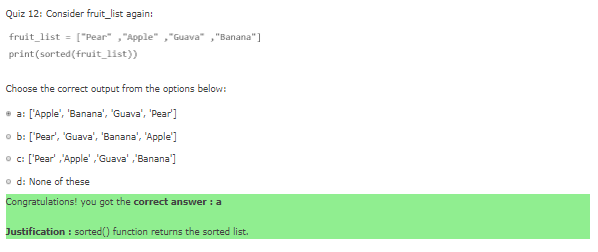 Quiz 12: Consider fruit_list again:
fruit_list = ["Pear" ,"Apple" ,"Guava" ,"Banana"]
print(sorted(fruit_list))
Choose the correct output from the options below:
a: ['Apple', 'Banana', 'Guava', 'Pear']
b: ['Pear', 'Guava', 'Banana', 'Apple']
c: ['Pear' ,'Apple' ,'Guava' ,'Banana']
d: None of these
Congratulations! you got the correct answer : a
Justification : sorted() function returns the sorted list.